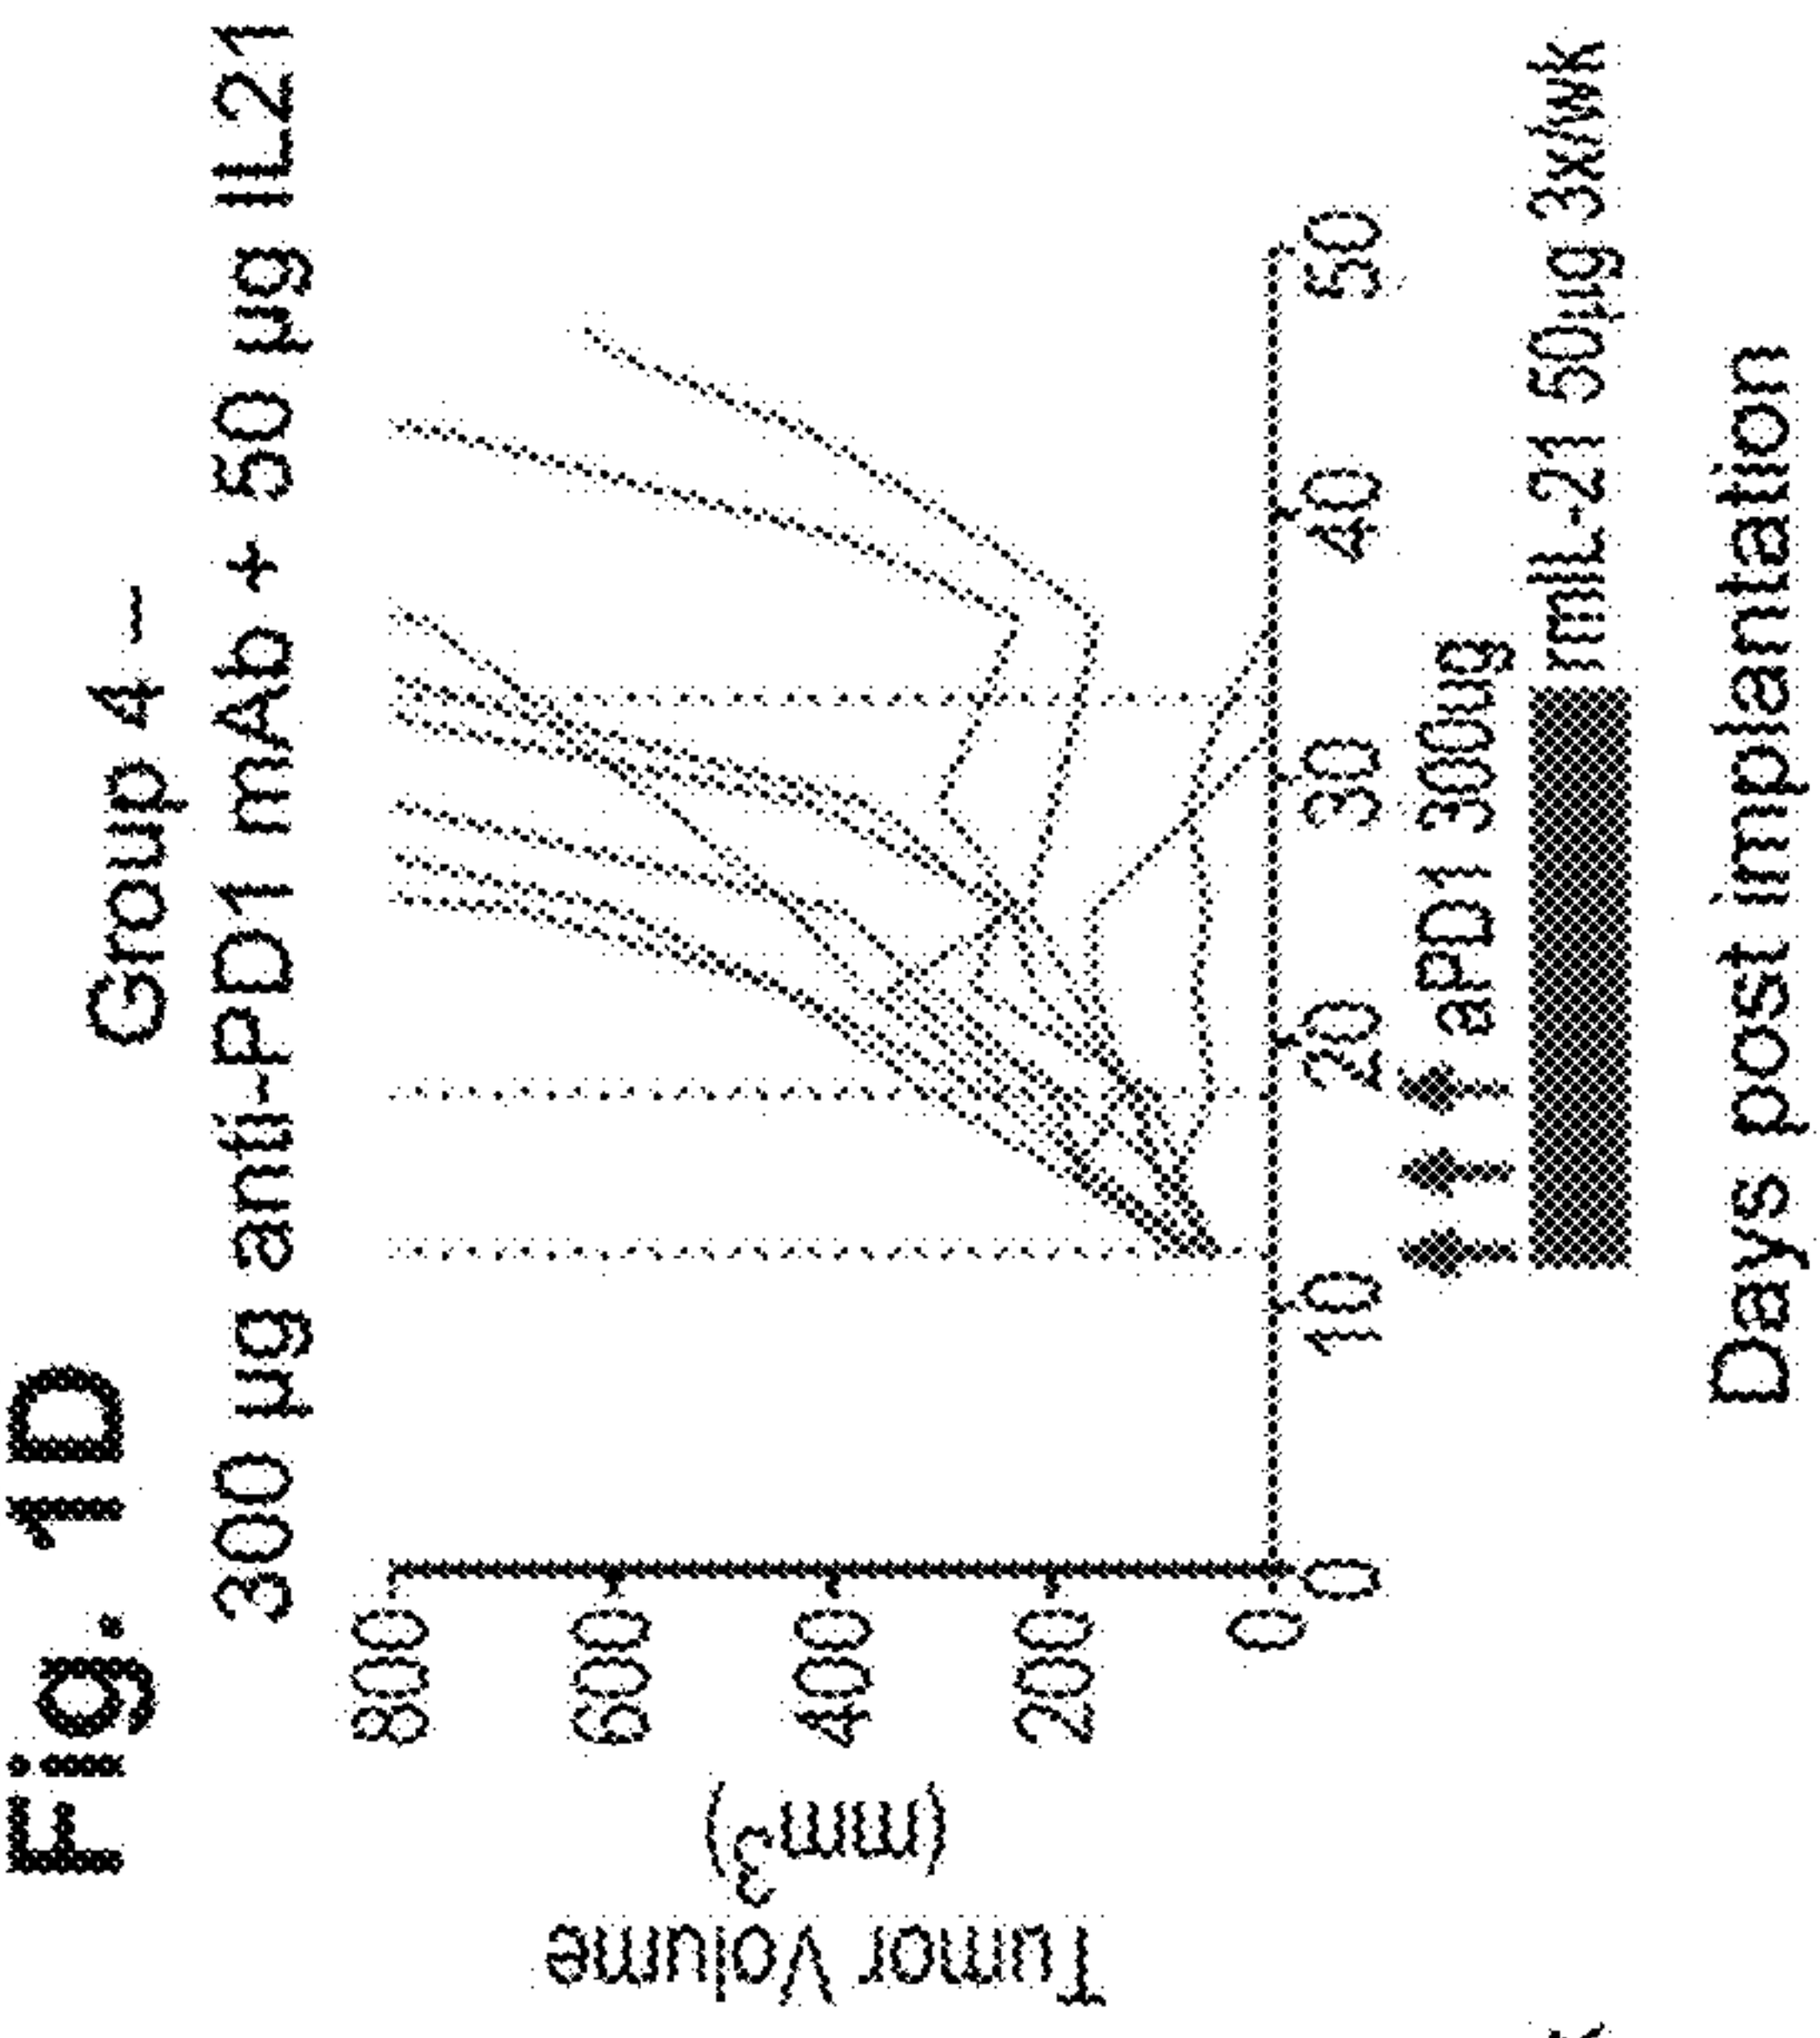 Fig. 1D
Group 4 –
300 µg anti-PD1 mAb + 50 µg IL21
Tumor Volume
(mm3)
800
600
400
200
0
0 10 20 30 40 50
aPD1 300ug
rmIL-21 50µg 3x/wk
Days post implantation